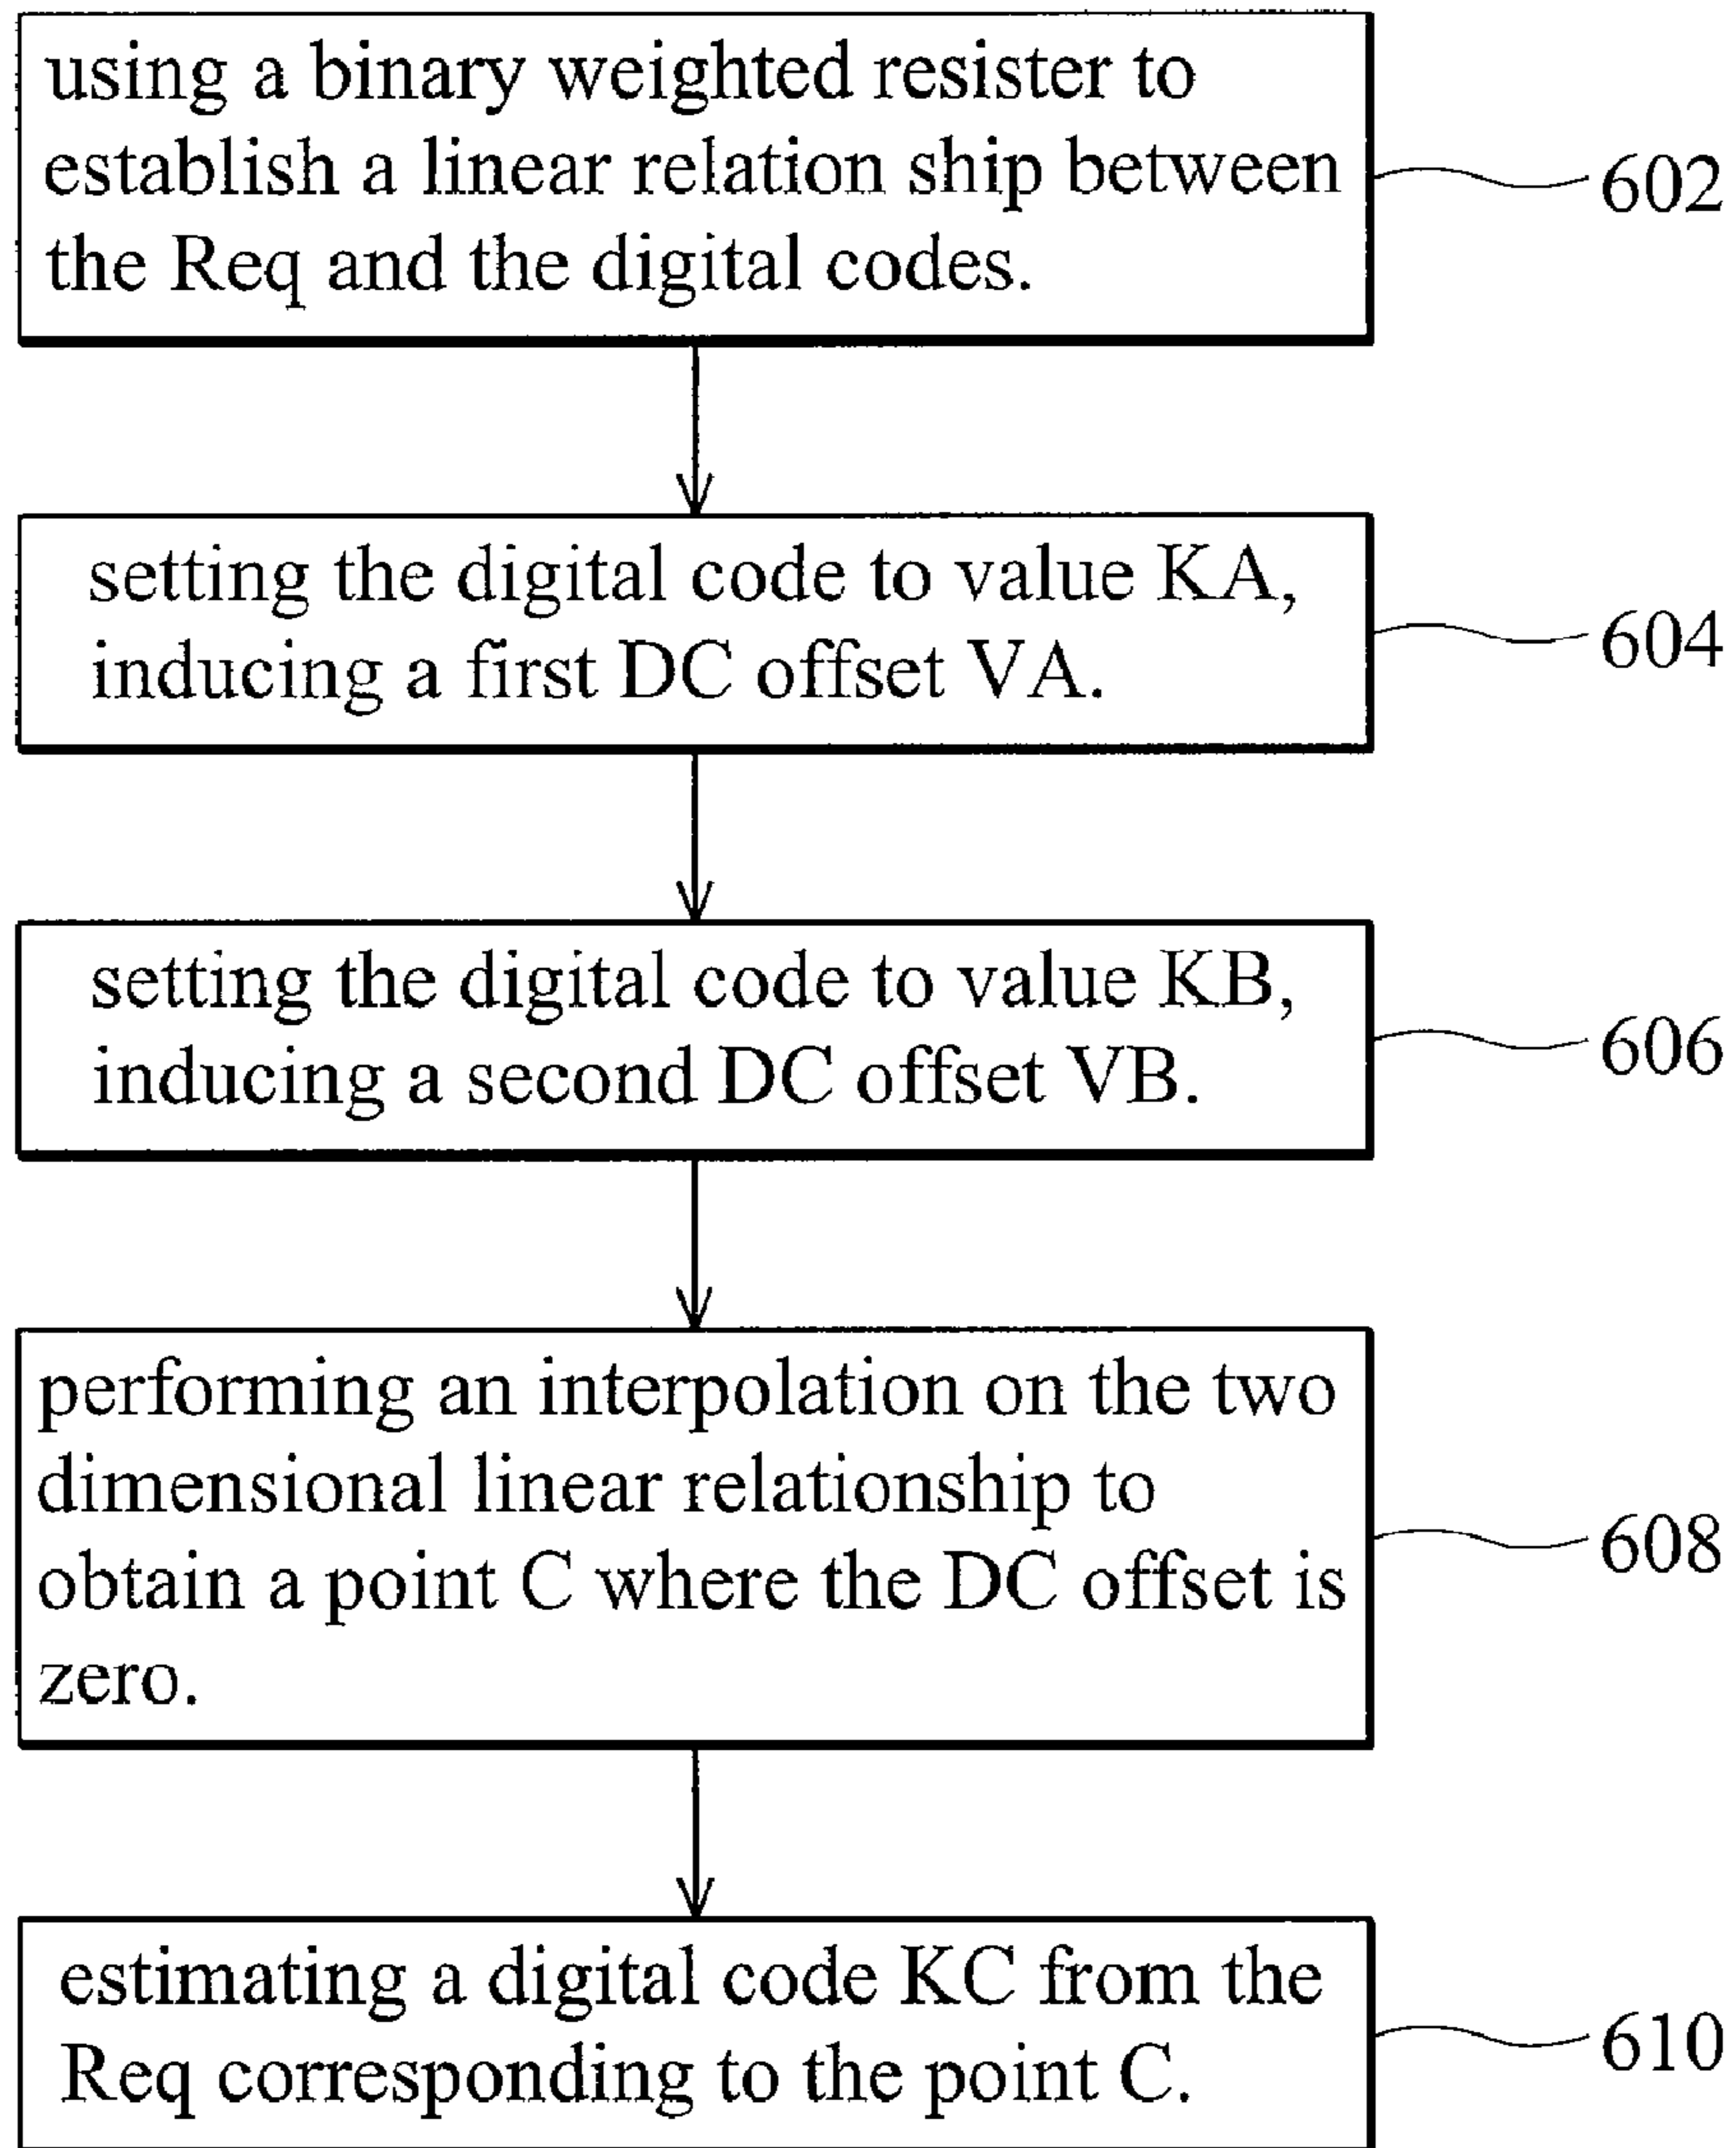 using a binary weighted resister to
establish a linear relation ship between
the Req and the digital codes.
602
setting the digital code to value KA,
inducing a first DC offset VA.
604
setting the digital code to value KB,
inducing a second DC offset VB.
606
performing an interpolation on the two
dimensional linear relationship to
obtain a point C where the DC offset is
zero.
608
estimating a digital code KC from the
Req corresponding to the point C.
610